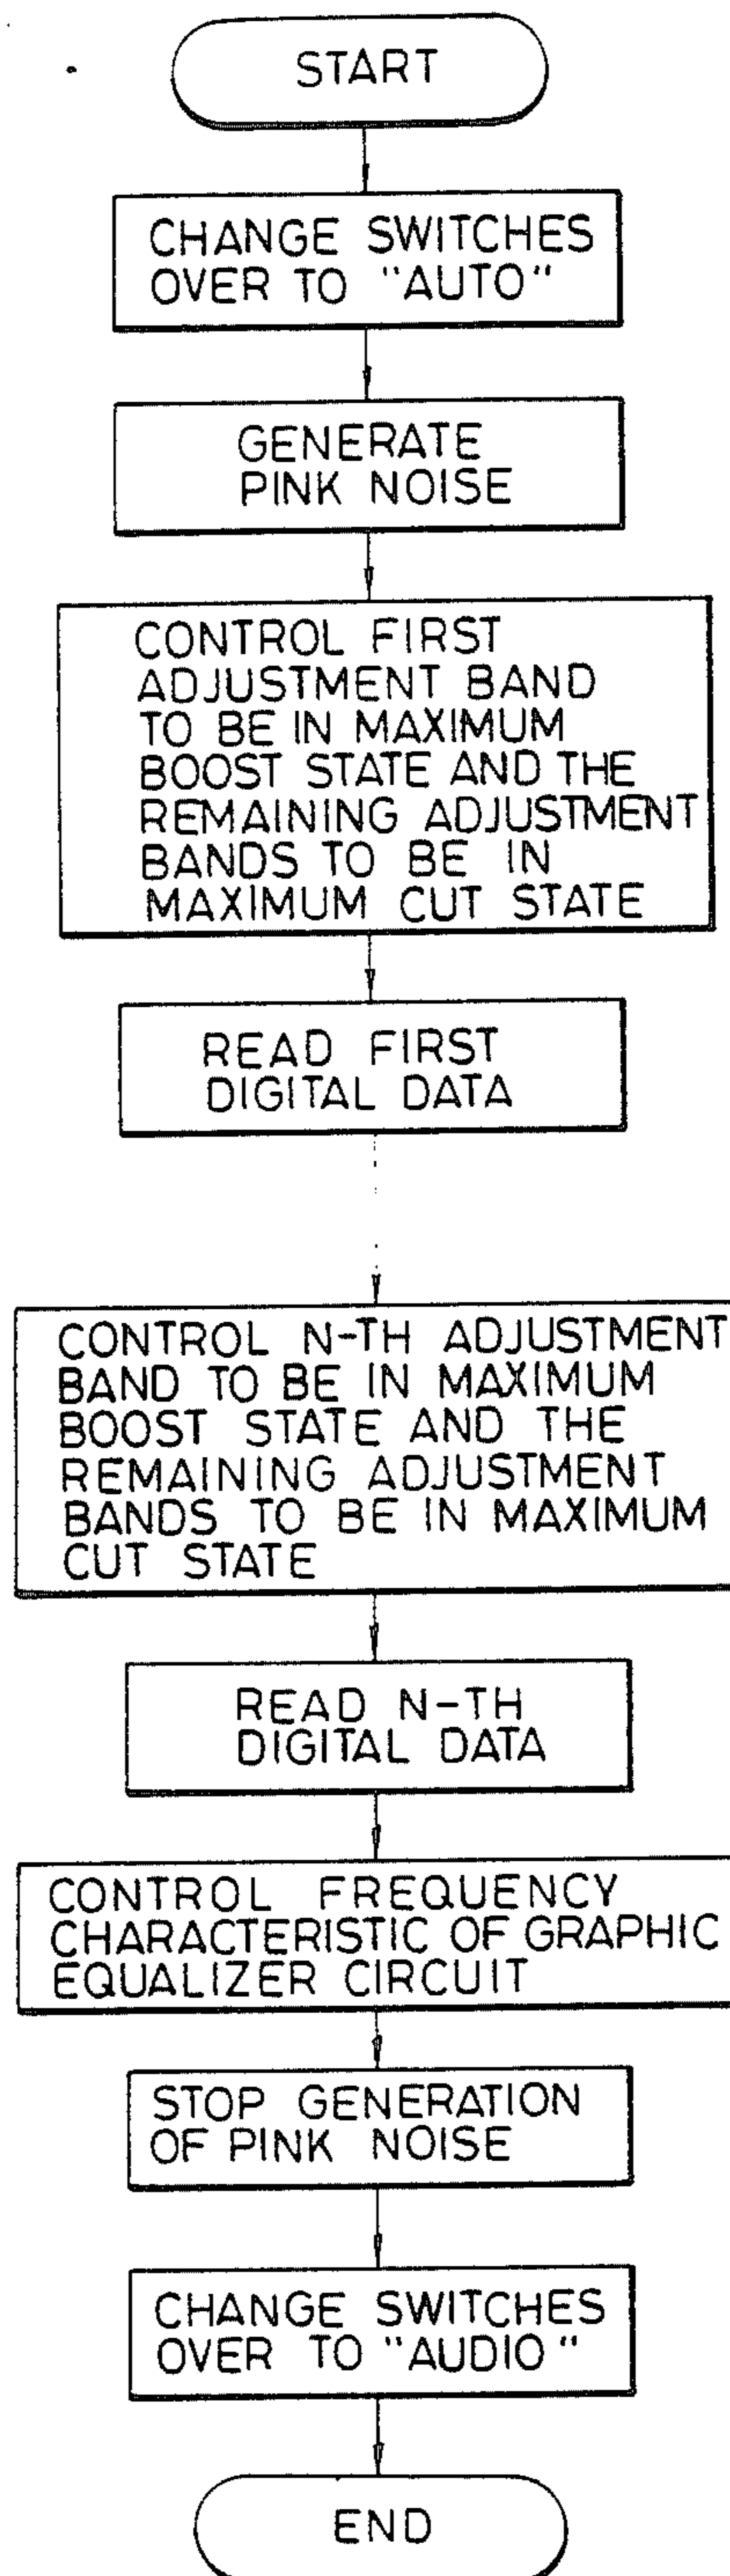 START
CHANGE SWITCHES
OVER TO "AUTO"
GENERATE
PINK NOISE
CONTROL FIRST
ADJUSTMENT BAND
TO BE IN MAXIMUM
BOOST STATE AND THE
REMAINING ADJUSTMENT
BANDS TO BE IN
MAXIMUM CUT STATE
READ FIRST
DIGITAL DATA
CONTROL N-TH ADJUSTMENT
BAND TO BE IN MAXIMUM
BOOST STATE AND THE
REMAINING ADJUSTMENT
BANDS TO BE IN MAXIMUM
CUT STATE
READ N-TH
DIGITAL DATA
CONTROL FREQUENCY
CHARACTERISTIC OF GRAPHIC
EQUALIZER CIRCUIT
STOP GENERATION
OF PINK NOISE
CHANGE SWITCHES
OVER TO "AUDIO"
END